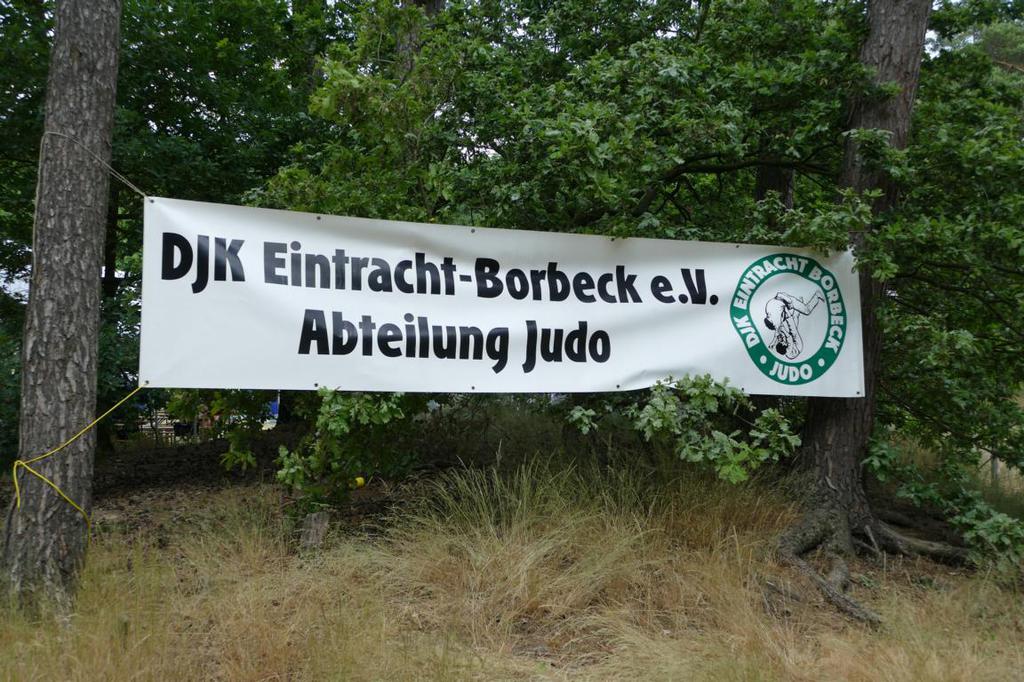 DJK Eintracht-Borbeck e.V.
Abteilung Judo
DJK EINTRACHT BORBECK
• JUDO •